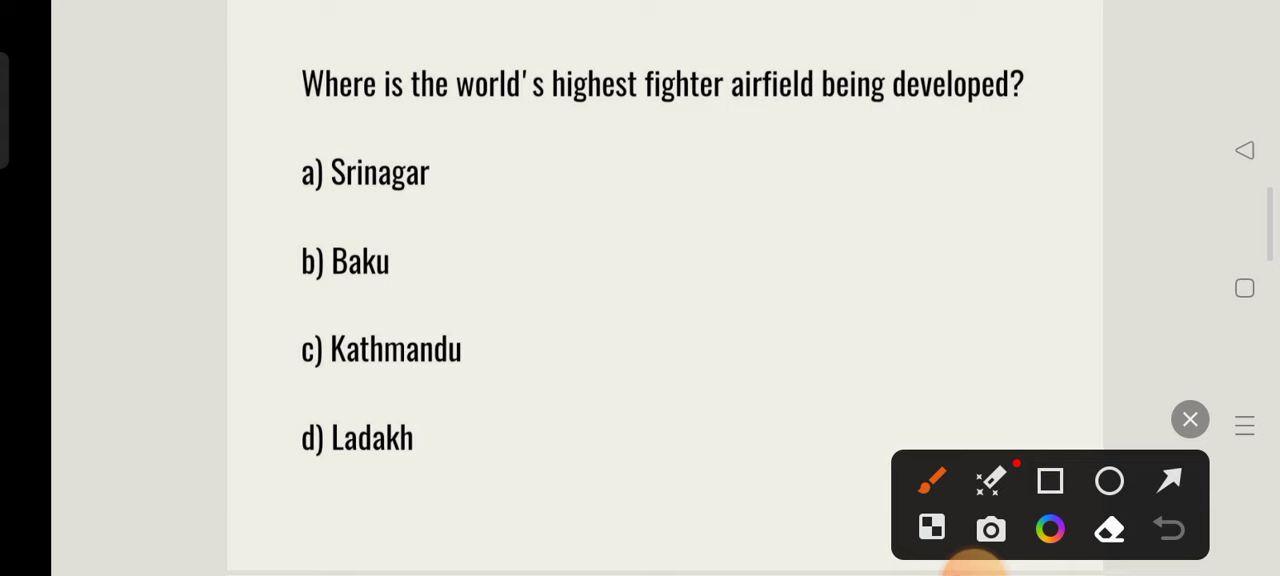 Where is the world's highest fighter airfield being developed?
a) Srinagar
b) Baku
c) Kathmandu
d) Ladakh